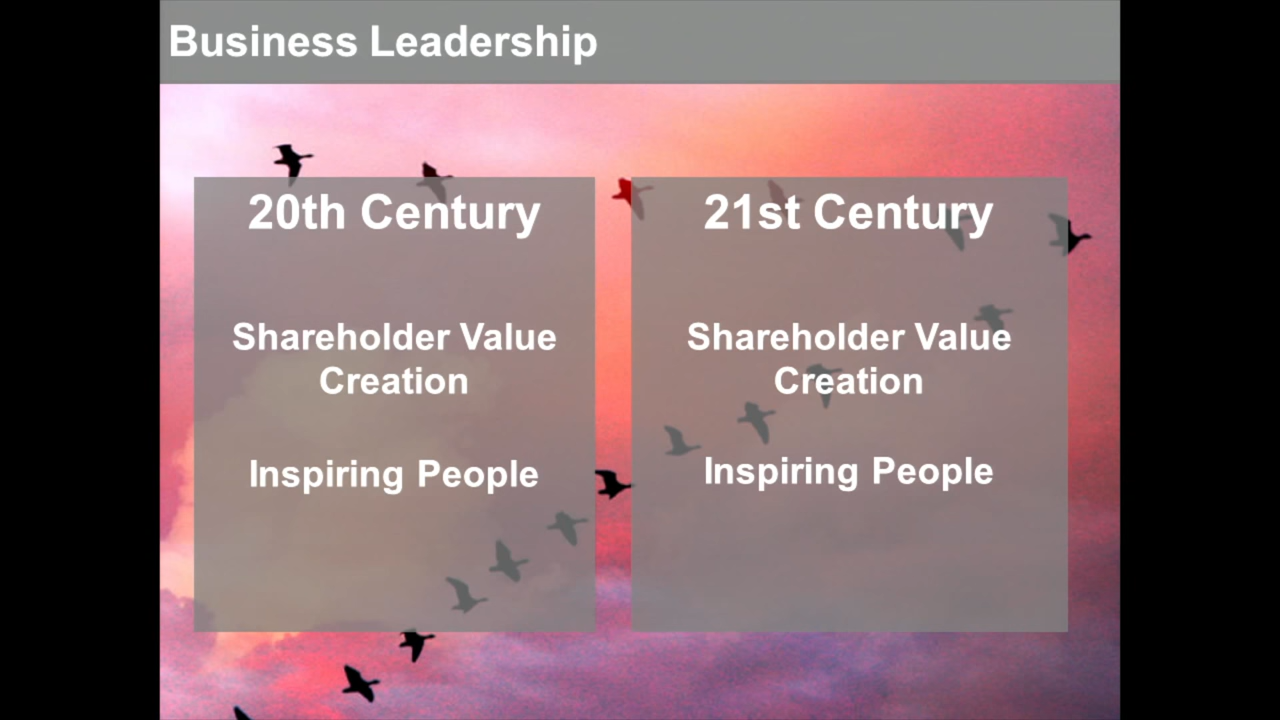 Business Leadership
20th Century
Shareholder Value
Creation
Inspiring People
21st Century
Shareholder Value
Creation
Inspiring People